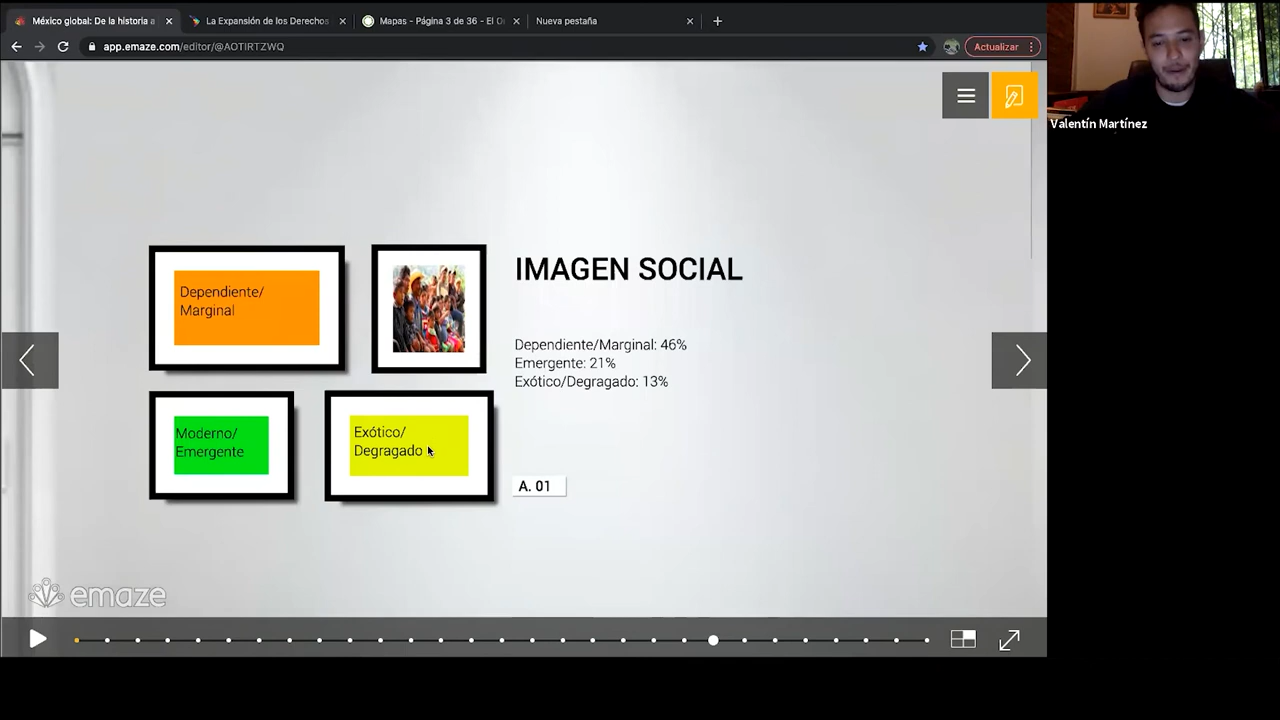 México global: De la historia a
La Expansión de los Derechos
Mapas - Página 3 de 36 - El O
Nueva pestaña
app.emaze.com/editor/@AOTIRTZWQ
Actualizar
Valentín Martínez
Dependiente/
Marginal
IMAGEN SOCIAL
Dependiente/Marginal: 46%
Emergente: 21%
Exótico/Degragado: 13%
Moderno/
Emergente
Exótico/
Degragado
A. 01
emaze